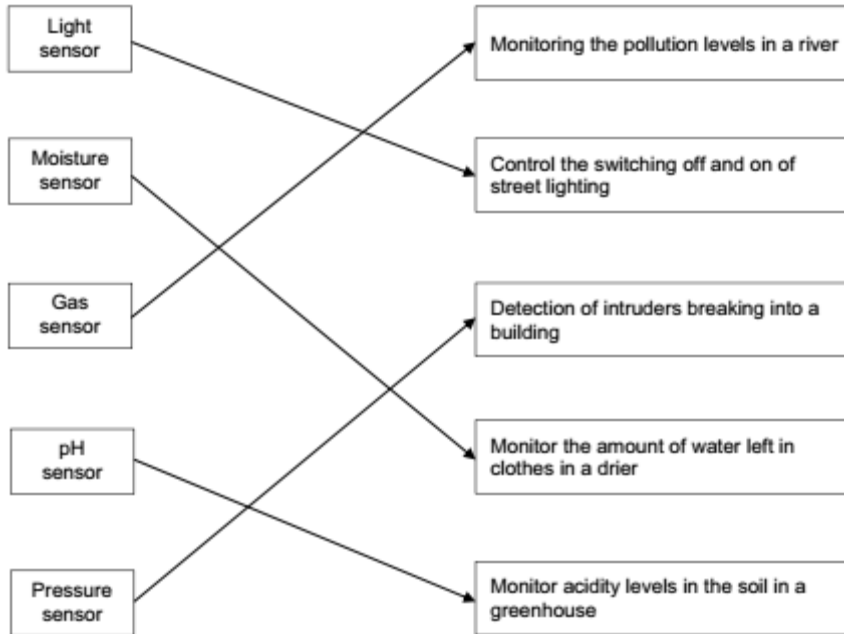 Light
sensor
Monitoring the pollution levels in a river
Moisture
sensor
Control the switching off and on of
street lighting
Gas
sensor
Detection of intruders breaking into a
building
pH
sensor
Monitor the amount of water left in
clothes in a drier
Pressure
sensor
Monitor acidity levels in the soil in a
greenhouse